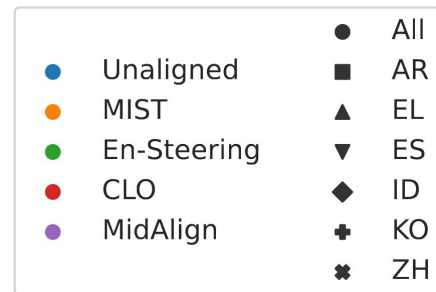 Unaligned
MIST
En-Steering
CLO
MidAlign
All
AR
EL
ES
ID
KO
ZH